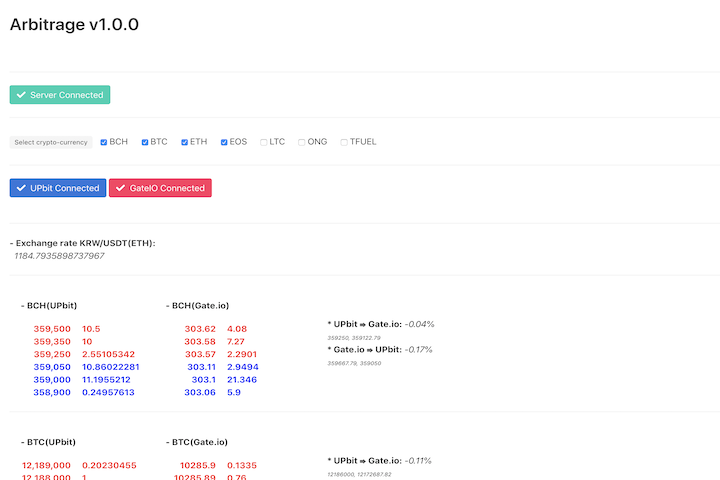 Arbitrage v1.0.0
Server Connected
Select crypto-currency BCH BTC ETH EOS LTC ONG TFUEL
UPbit Connected GateIO Connected
- Exchange rate KRW/USDT(ETH):
1184.7935898737967
- BCH(UPbit) - BCH(Gate.io)
359,500 10.5 303.62 4.08 * UPbit ⇒ Gate.io: -0.04%
359,350 10 303.58 7.27 359250, 359122.79
359,250 2.55105342 303.57 2.2901 * Gate.io ⇒ UPbit: -0.17%
359,050 10.86022281 303.11 2.9494 359667.79, 359050
359,000 11.1955212 303.1 21.346
358,900 0.24957613 303.06 5.9
- BTC(UPbit) - BTC(Gate.io)
12,189,000 0.20230455 10285.9 0.1335 * UPbit ⇒ Gate.io: -0.11%
12,188,000 1 10285.89 0.76 12186000, 12172687.82